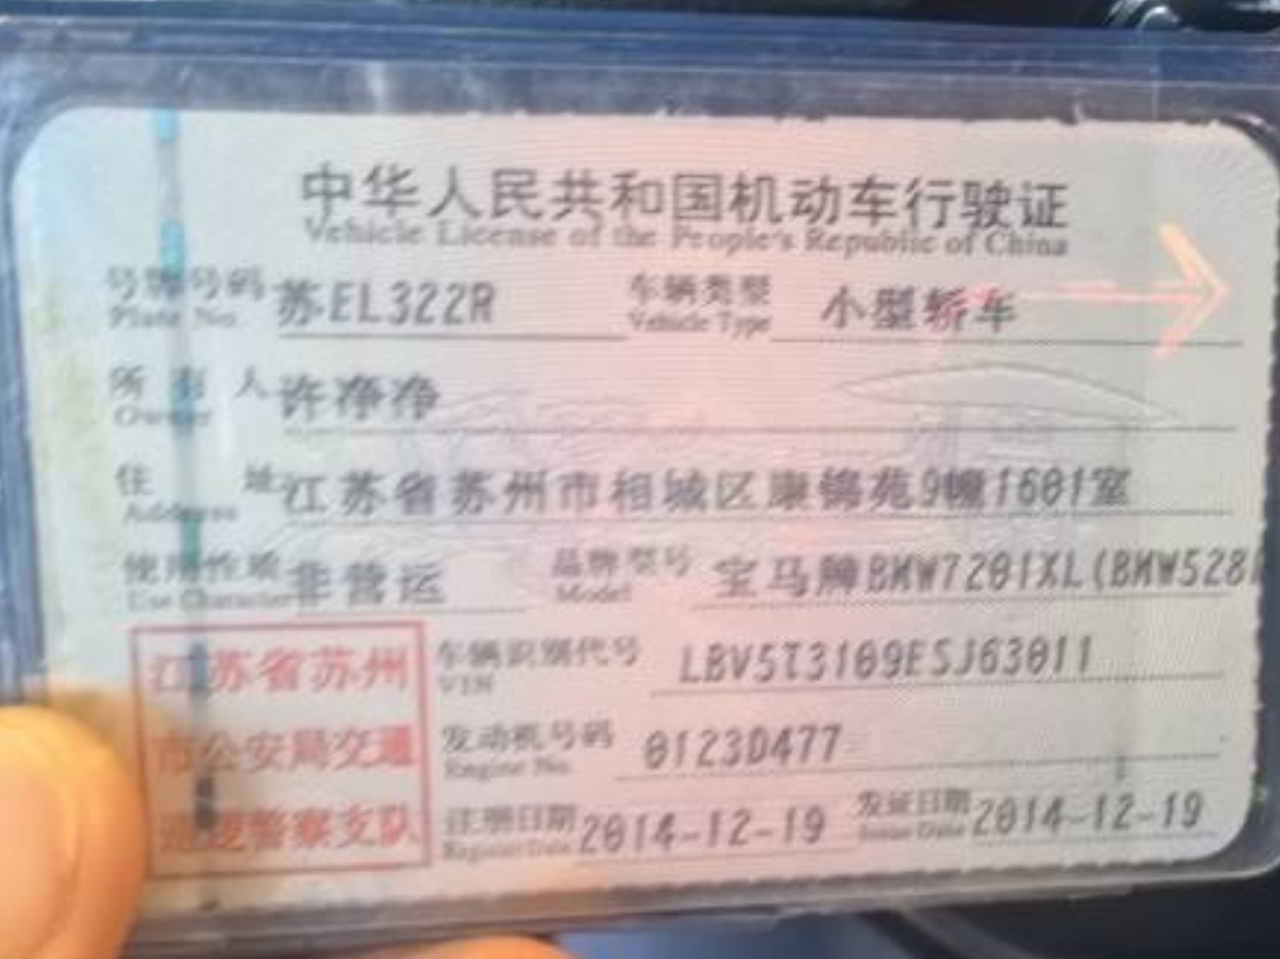 中华人民共和国机动车行驶证
Vehicle License of the People's Republic of China
号牌号码 苏EL322R 车辆类型 小型轿车
Plate No. Vehicle Type
所有人 许净净
Owner
住址 江苏省苏州市相城区康锦苑9幢1601室
Address
使用性质 非营运 品牌型号 宝马牌BMW7201XL(BMW528
Use Character Model
江苏省苏州 车辆识别代号 LBV5T3109ESJ63011
VIN
市公安局交通 发动机号码 0123D477
Engine No.
巡逻警察支队 注册日期 2014-12-19 发证日期 2014-12-19
Register Date Issue Date